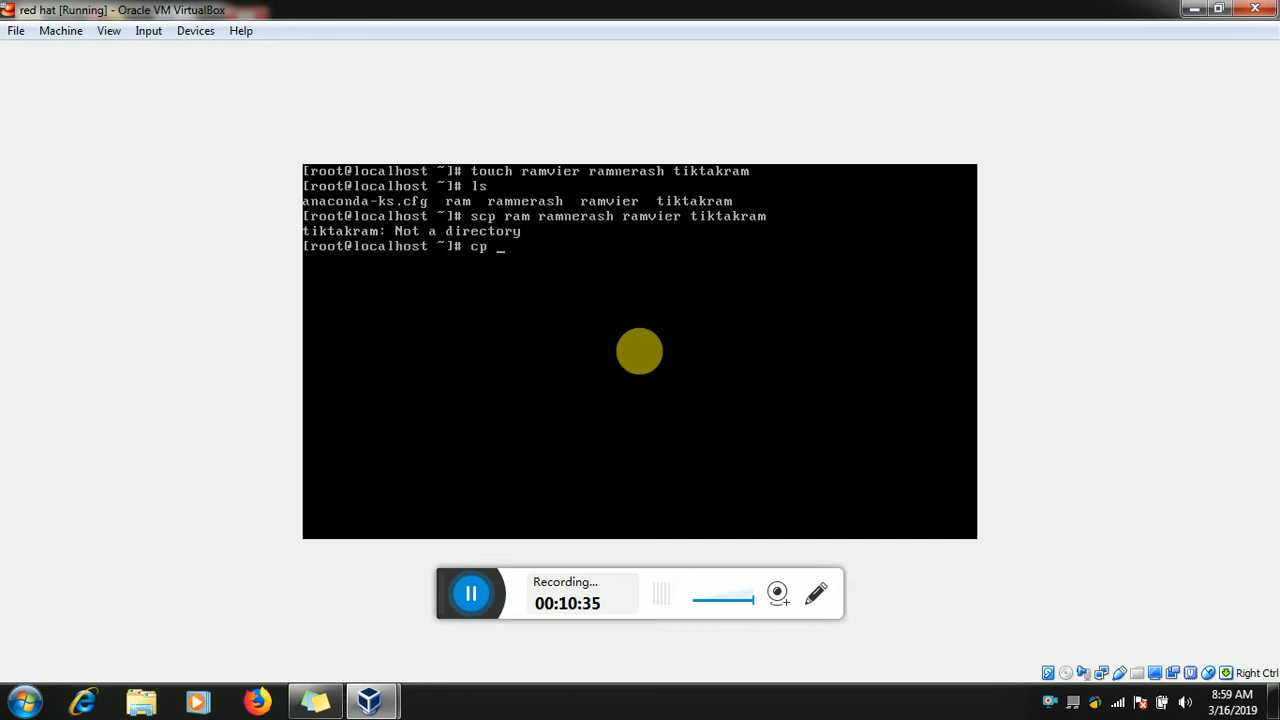 red hat [Running] - Oracle VM VirtualBox
File Machine View Input Devices Help
[root@localhost ~]# touch ramvier ramnerash tiktakram
[root@localhost ~]# ls
anaconda-ks.cfg ram ramnerash ramvier tiktakram
[root@localhost ~]# scp ram ramnerash ramvier tiktakram
tiktakram: Not a directory
[root@localhost ~]# cp _
Recording...
00:10:35
Right Ctrl
8:59 AM
3/16/2019